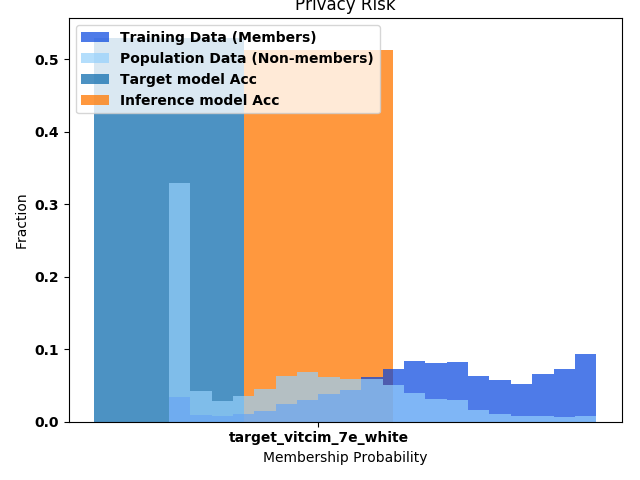 Privacy Risk
Training Data (Members)
Population Data (Non-members)
Target model Acc
Inference model Acc
0.5
0.4
0.3
0.2
0.1
0.0
Fraction
target_vitcim_7e_white
Membership Probability